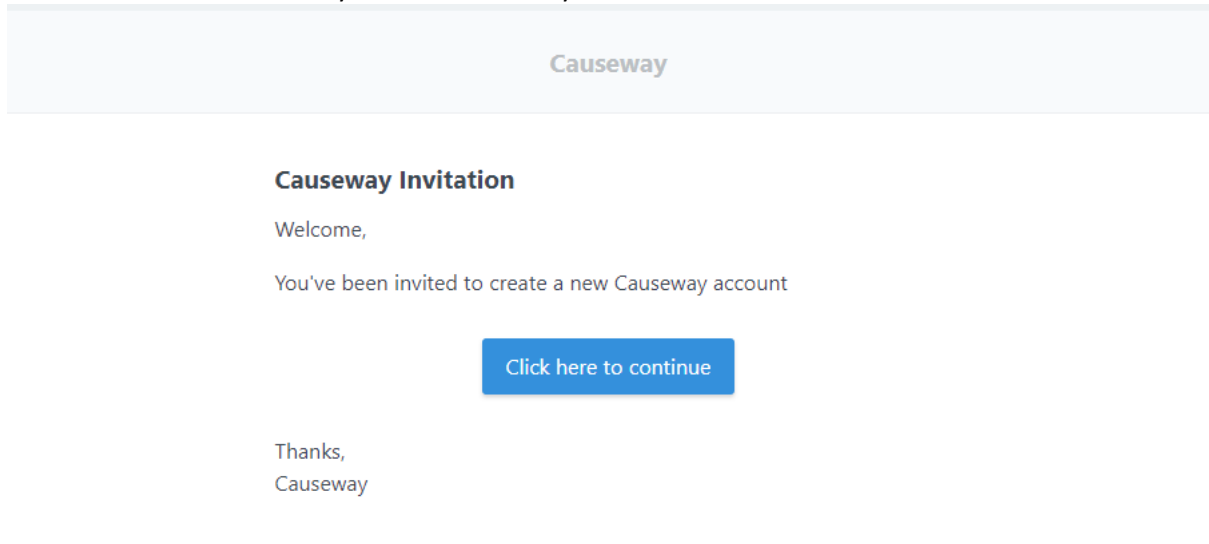 Causeway
Causeway Invitation
Welcome,
You've been invited to create a new Causeway account
Click here to continue
Thanks,
Causeway